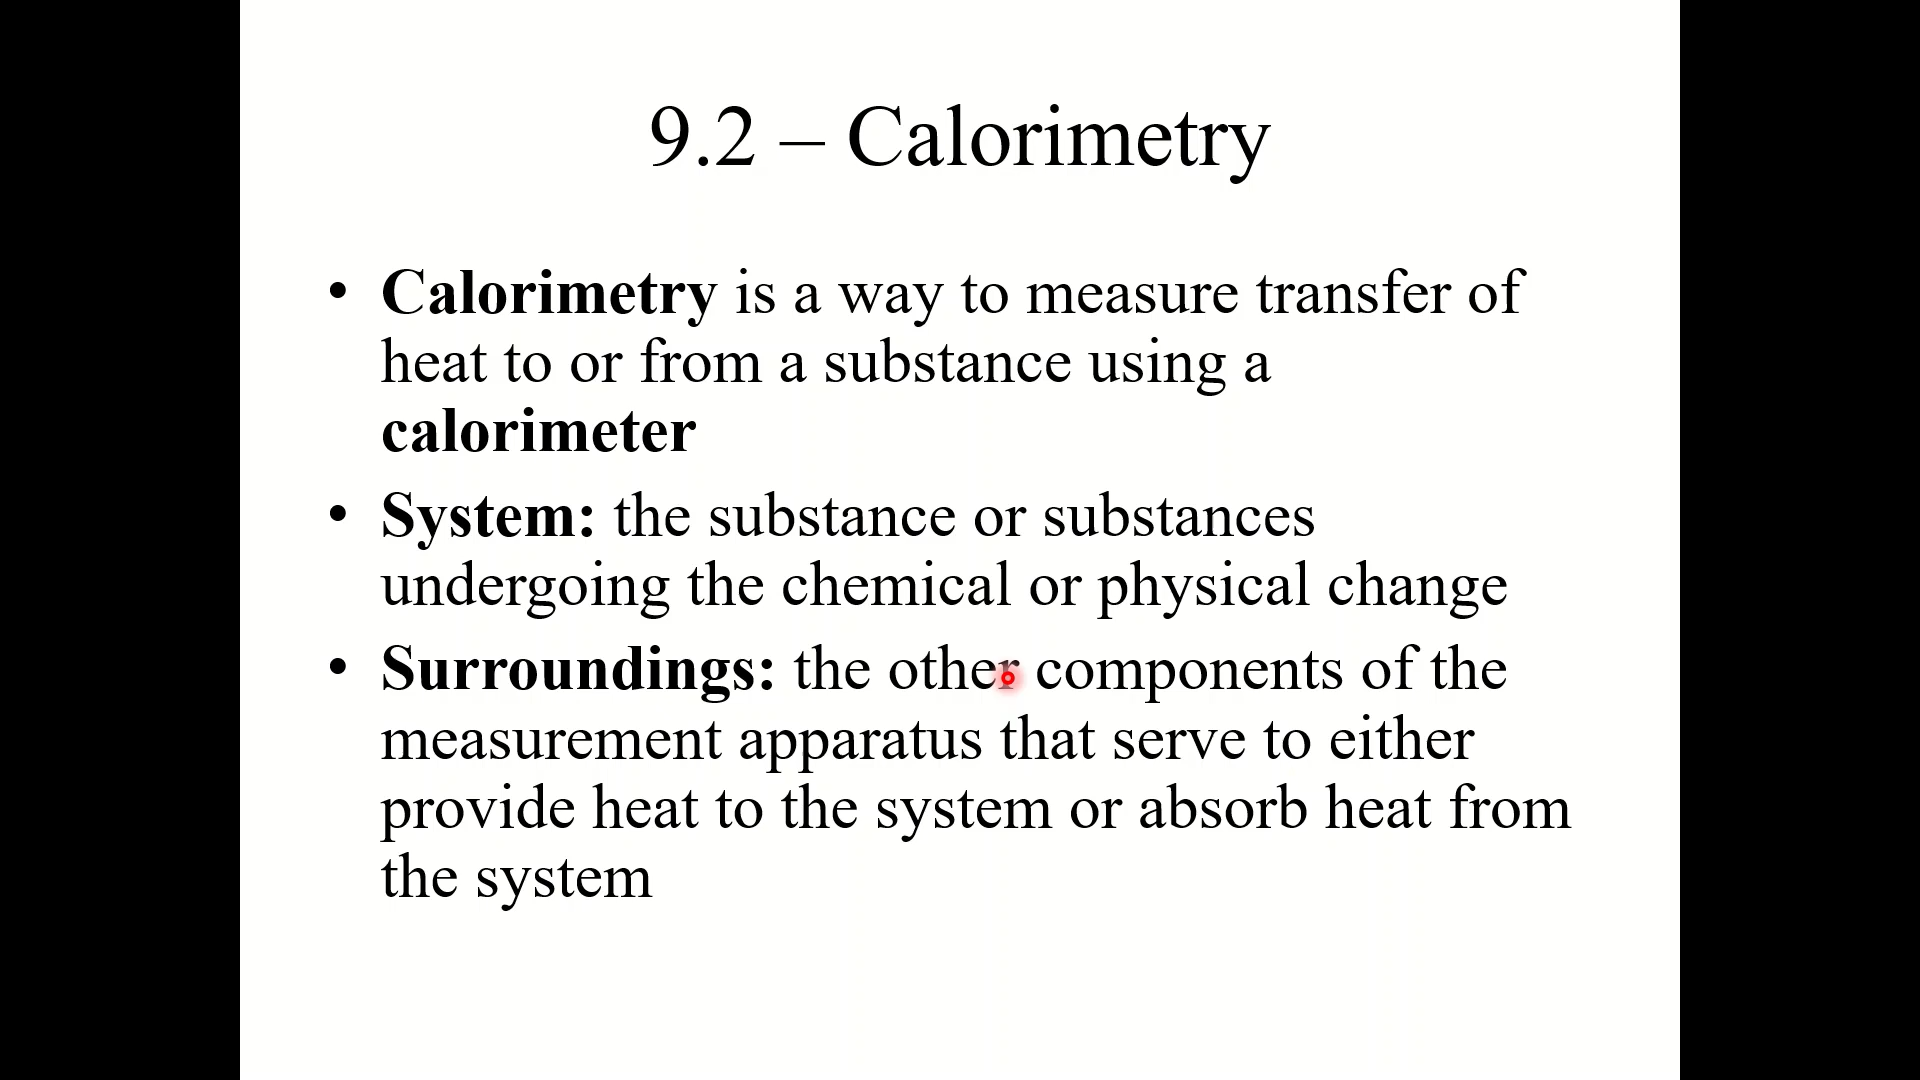 9.2 – Calorimetry
• Calorimetry is a way to measure transfer of
heat to or from a substance using a
calorimeter
• System: the substance or substances
undergoing the chemical or physical change
• Surroundings: the other components of the
measurement apparatus that serve to either
provide heat to the system or absorb heat from
the system